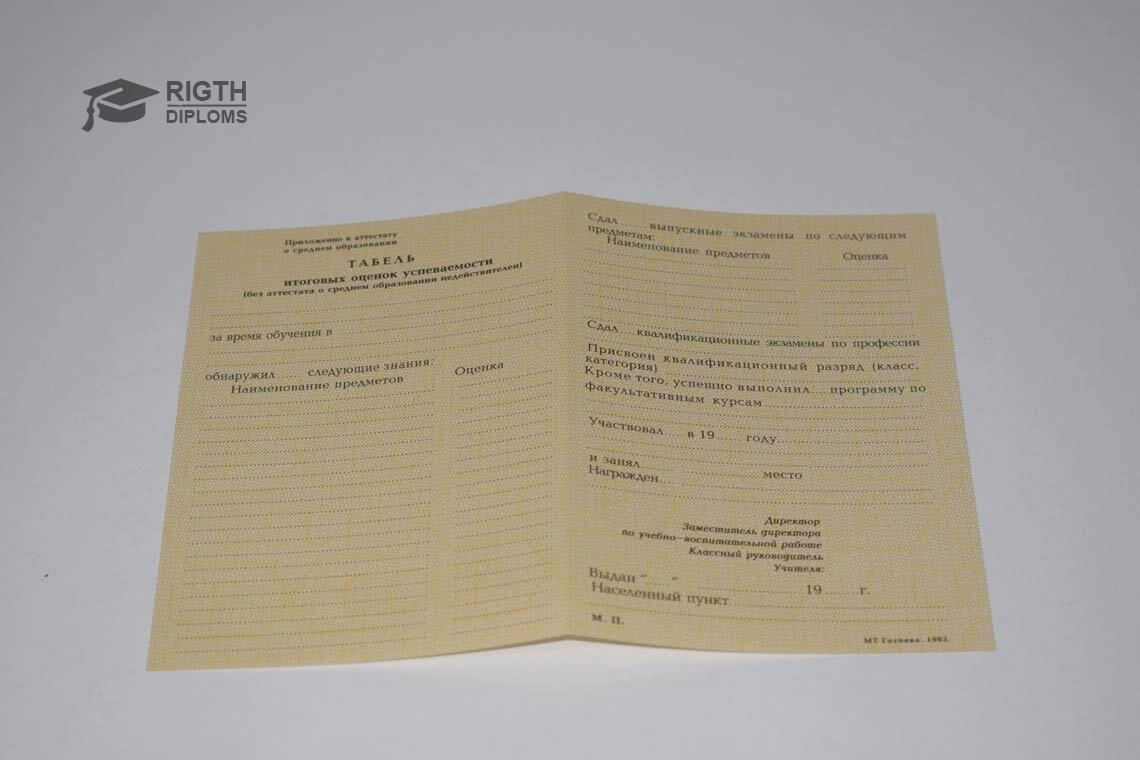 RIGTH
DIPLOMS
Приложение к аттестату
о среднем образовании
ТАБЕЛЬ
итоговых оценок успеваемости
(без аттестата о среднем образовании недействителен)
за время обучения в
обнаружил...... следующие знания:
Наименование предметов Оценка
Сдал...... выпускные экзамены по следующим
предметам:
Наименование предметов Оценка
Сдал.... квалификационные экзамены по профессии
Присвоен квалификационный разряд (класс,
категория)
Кроме того, успешно выполнил.... программу по
факультативным курсам
Участвовал.... в 19...... году
и занял место
Награжден
Директор
Заместитель директора
по учебно-воспитательной работе
Классный руководитель
Учителя:
Выдан “......” 19........г.
Населенный пункт
М. П.
МТ Гознака. 1993.